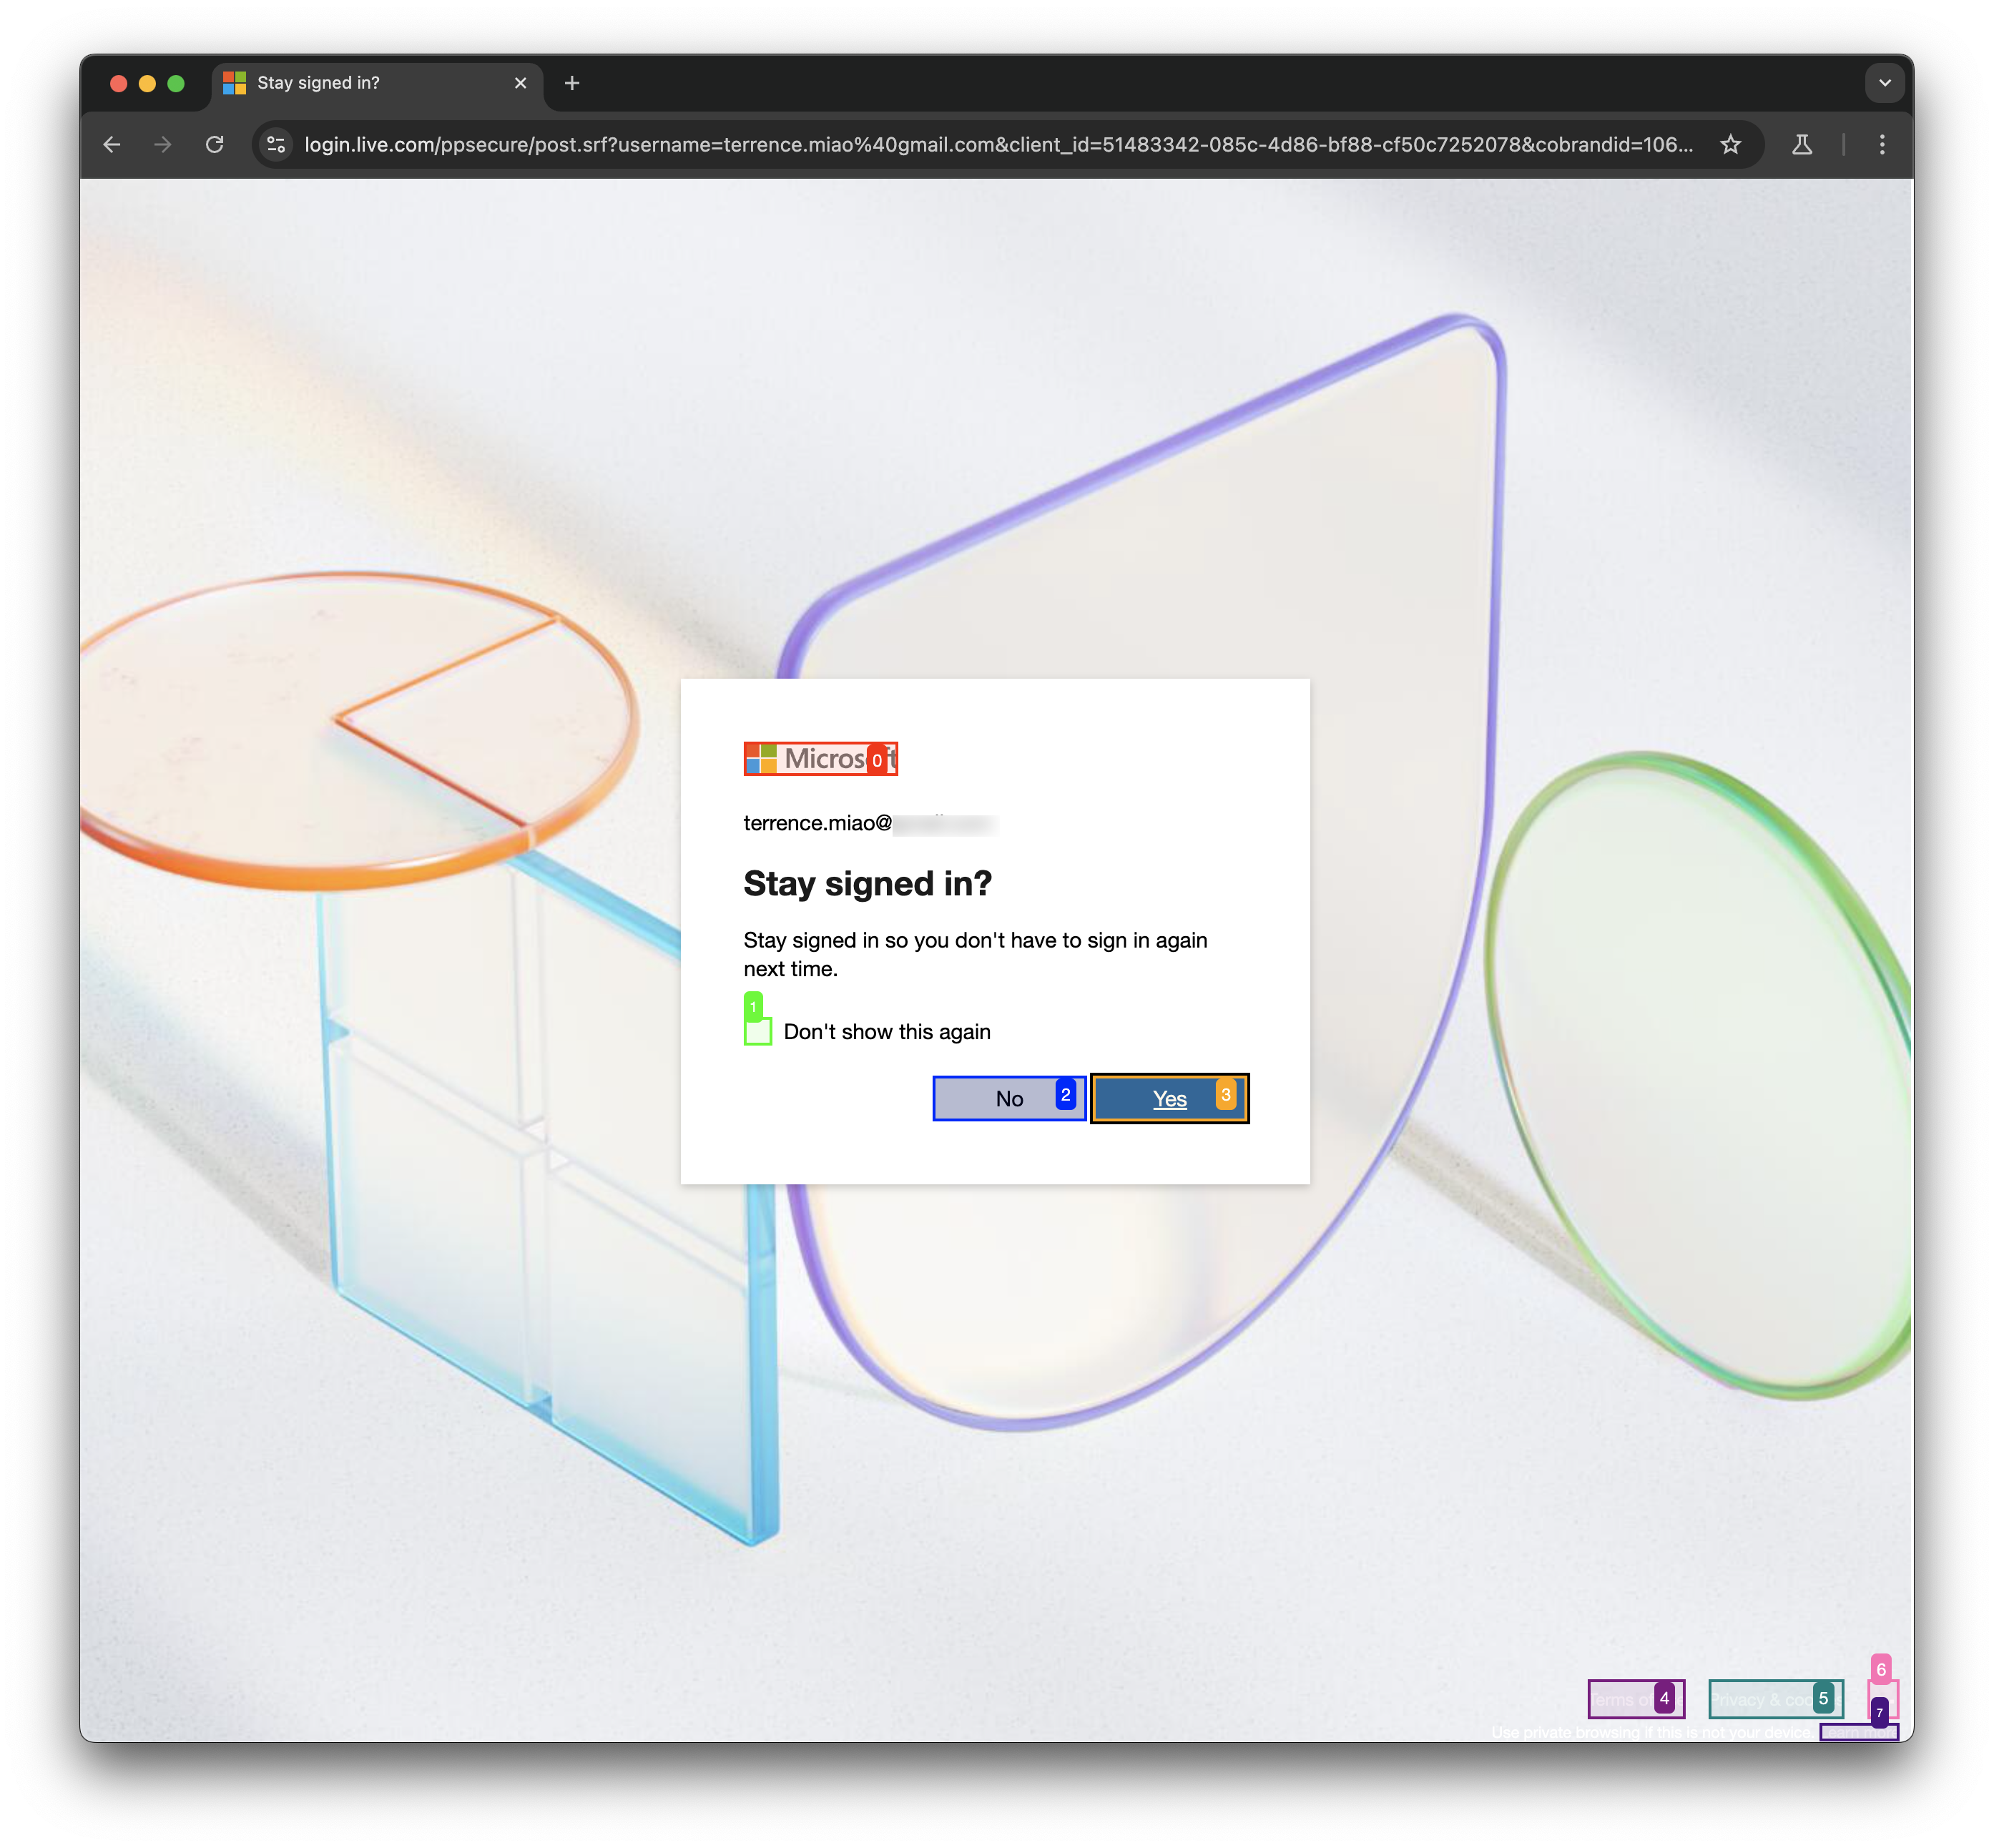 Stay signed in?
login.live.com/ppsecure/post.srf?username=terrence.miao%40gmail.com&client_id=51483342-085c-4d86-bf88-cf50c7252078&cobrandid=106...
Micros 0 t
terrence.miao@
Stay signed in?
Stay signed in so you don't have to sign in again
next time.
1
Don't show this again
No 2 Yes 3
6
Terms of 4 Privacy & coo 5
7
Use private browsing if this is not your device. Learn more